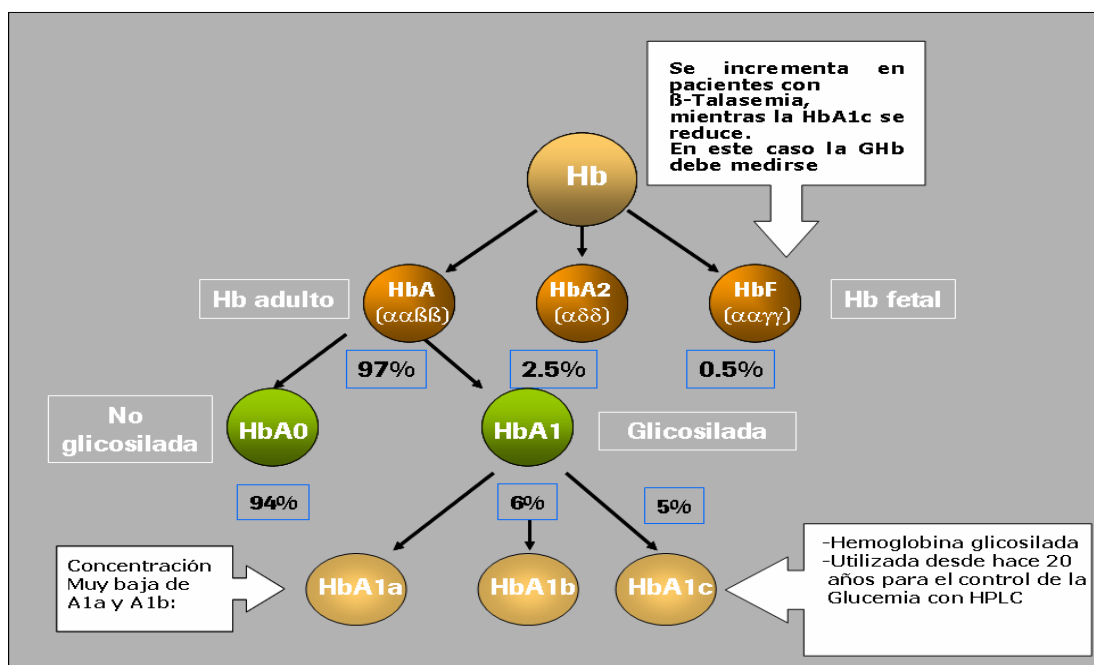 Se incrementa en
pacientes con
ß-Talasemia,
mientras la HbA1c se
reduce.
En este caso la GHb
debe medirse
Hb
Hb adulto
HbA
(ααßß)
HbA2
(αδδ)
HbF
(ααγγ)
Hb fetal
97%
2.5%
0.5%
No
glicosilada
HbA0
HbA1
Glicosilada
94%
6%
5%
Concentración
Muy baja de
A1a y A1b:
HbA1a
HbA1b
HbA1c
-Hemoglobina glicosilada
-Utilizada desde hace 20
años para el control de la
Glucemia con HPLC